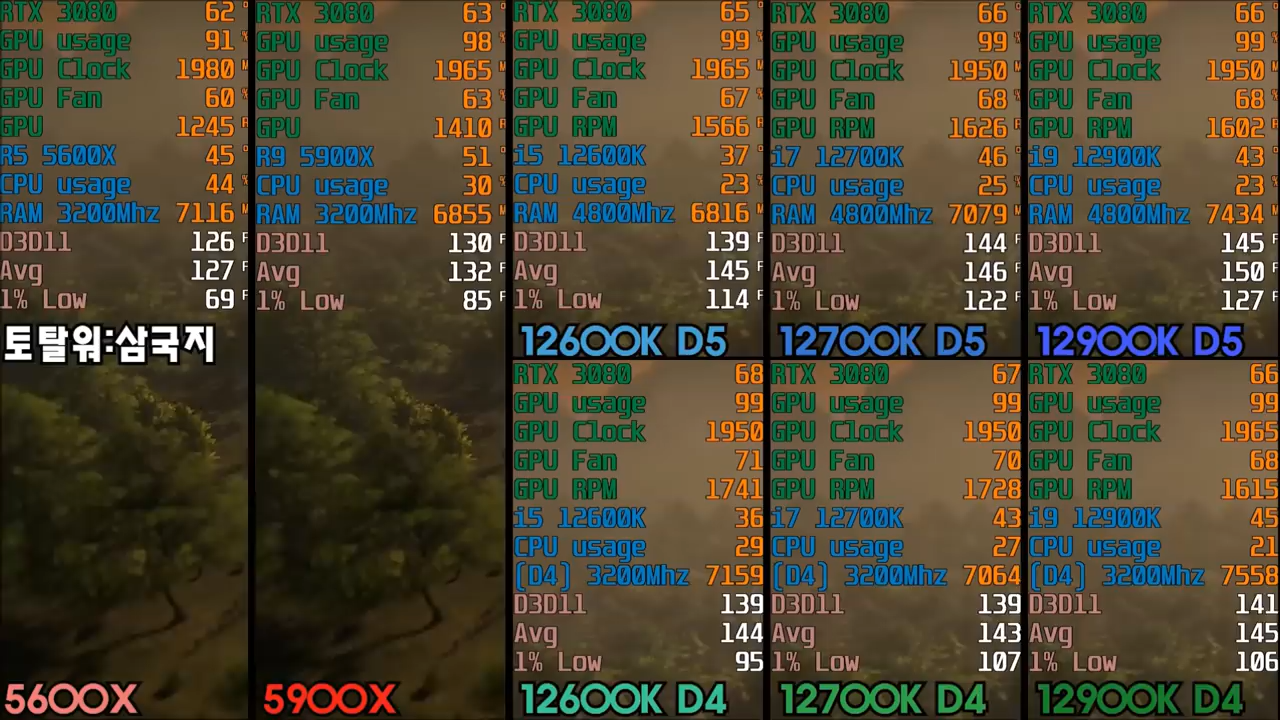 RTX 3080 62 °
GPU usage 91 %
GPU Clock 1980 M
GPU Fan 60 %
GPU 1245 R
R5 5600X 45 °
CPU usage 44 %
RAM 3200Mhz 7116 M
D3D11 126 F
Avg 127 F
1% Low 69 F
토탈워:삼국지
5600X
RTX 3080 63 °
GPU usage 98 %
GPU Clock 1965 M
GPU Fan 63 %
GPU 1410 R
R9 5900X 51 °
CPU usage 30 %
RAM 3200Mhz 6855 M
D3D11 130 F
Avg 132 F
1% Low 85 F
5900X
RTX 3080 65 °
GPU usage 99 %
GPU Clock 1965 M
GPU Fan 67 %
GPU RPM 1566 R
i5 12600K 37 °
CPU usage 23 %
RAM 4800Mhz 6816 M
D3D11 139 F
Avg 145 F
1% Low 114 F
12600K D5
RTX 3080 66 °
GPU usage 99 %
GPU Clock 1950 M
GPU Fan 68 %
GPU RPM 1626 R
i7 12700K 46 °
CPU usage 25 %
RAM 4800Mhz 7079 M
D3D11 144 F
Avg 146 F
1% Low 122 F
12700K D5
RTX 3080 66 °
GPU usage 99 %
GPU Clock 1950 M
GPU Fan 68 %
GPU RPM 1602 R
i9 12900K 43 °
CPU usage 23 %
RAM 4800Mhz 7434 M
D3D11 145 F
Avg 150 F
1% Low 127 F
12900K D5
RTX 3080 68
GPU usage 99
GPU Clock 1950
GPU Fan 71
GPU RPM 1741
i5 12600K 36
CPU usage 29
(D4) 3200Mhz 7159
D3D11 139
Avg 144
1% Low 95
12600K D4
RTX 3080 67
GPU usage 99
GPU Clock 1950
GPU Fan 70
GPU RPM 1728
i7 12700K 43
CPU usage 27
(D4) 3200Mhz 7064
D3D11 139
Avg 143
1% Low 107
12700K D4
RTX 3080 66
GPU usage 99
GPU Clock 1965
GPU Fan 68
GPU RPM 1615
i9 12900K 45
CPU usage 21
(D4) 3200Mhz 7558
D3D11 141
Avg 145
1% Low 106
12900K D4